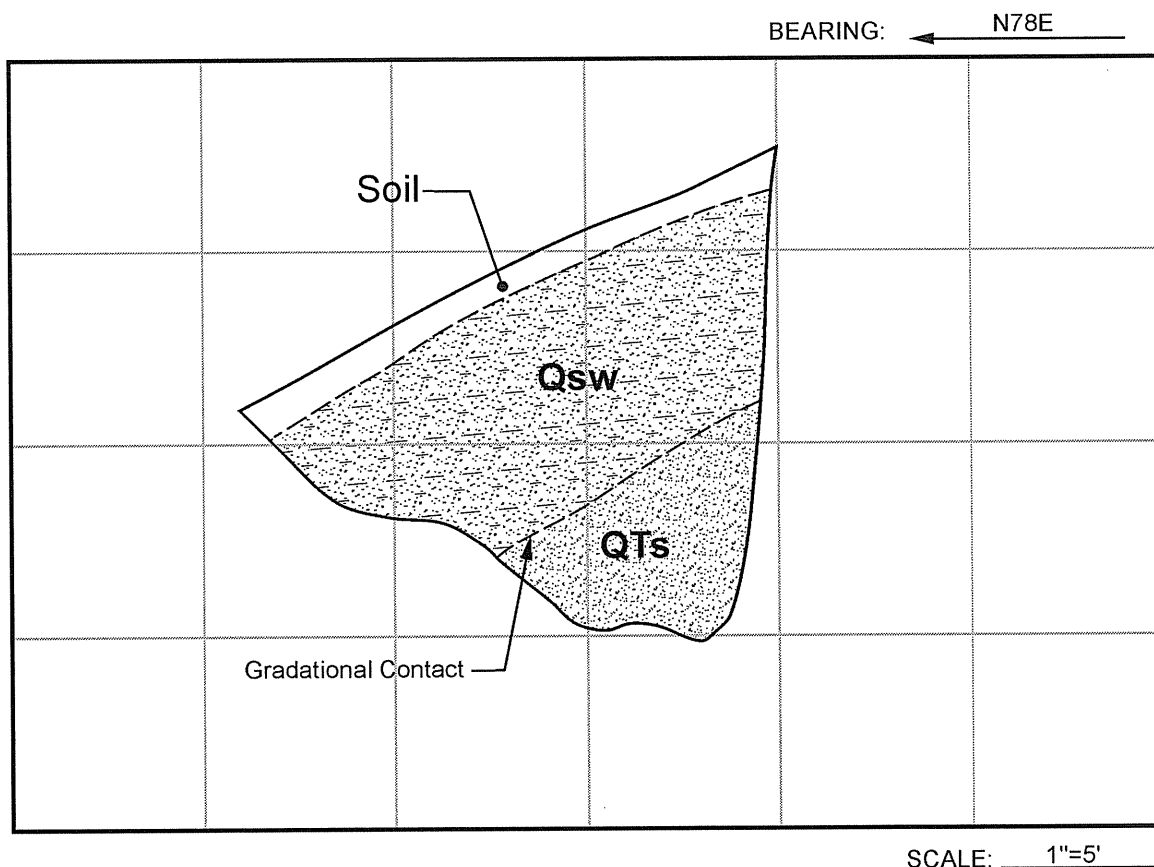 BEARING: N78E
Soil
Qsw
QTs
Gradational Contact
SCALE: 1"=5'